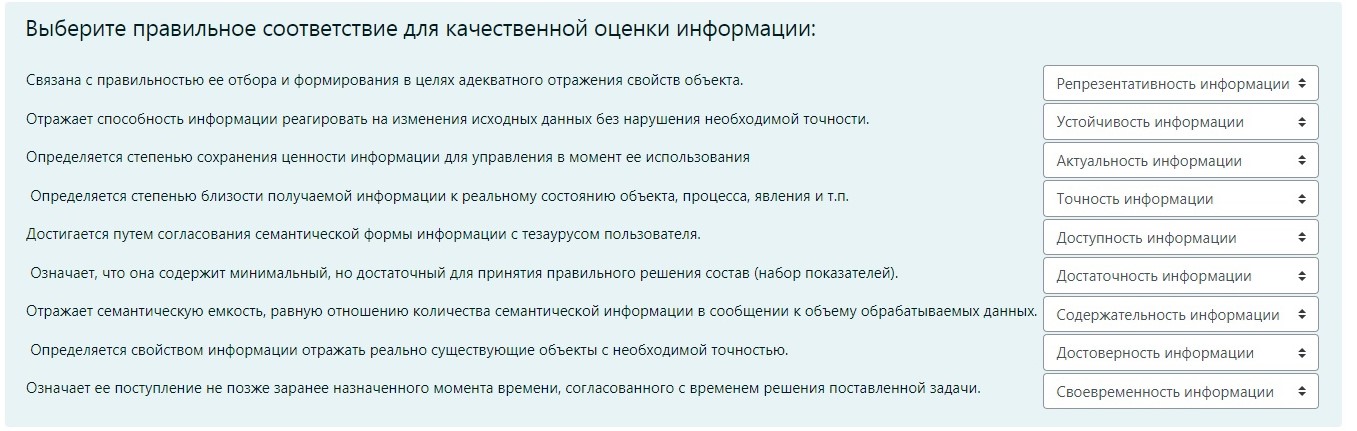 Выберите правильное соответствие для качественной оценки информации:
Связана с правильностью ее отбора и формирования в целях адекватного отражения свойств объекта.
Репрезентативность информации
Отражает способность информации реагировать на изменения исходных данных без нарушения необходимой точности.
Устойчивость информации
Определяется степенью сохранения ценности информации для управления в момент ее использования
Актуальность информации
Определяется степенью близости получаемой информации к реальному состоянию объекта, процесса, явления и т.п.
Точность информации
Достигается путем согласования семантической формы информации с тезаурусом пользователя.
Доступность информации
Означает, что она содержит минимальный, но достаточный для принятия правильного решения состав (набор показателей).
Достаточность информации
Отражает семантическую емкость, равную отношению количества семантической информации в сообщении к объему обрабатываемых данных.
Содержательность информации
Определяется свойством информации отражать реально существующие объекты с необходимой точностью.
Достоверность информации
Означает ее поступление не позже заранее назначенного момента времени, согласованного с временем решения поставленной задачи.
Своевременность информации